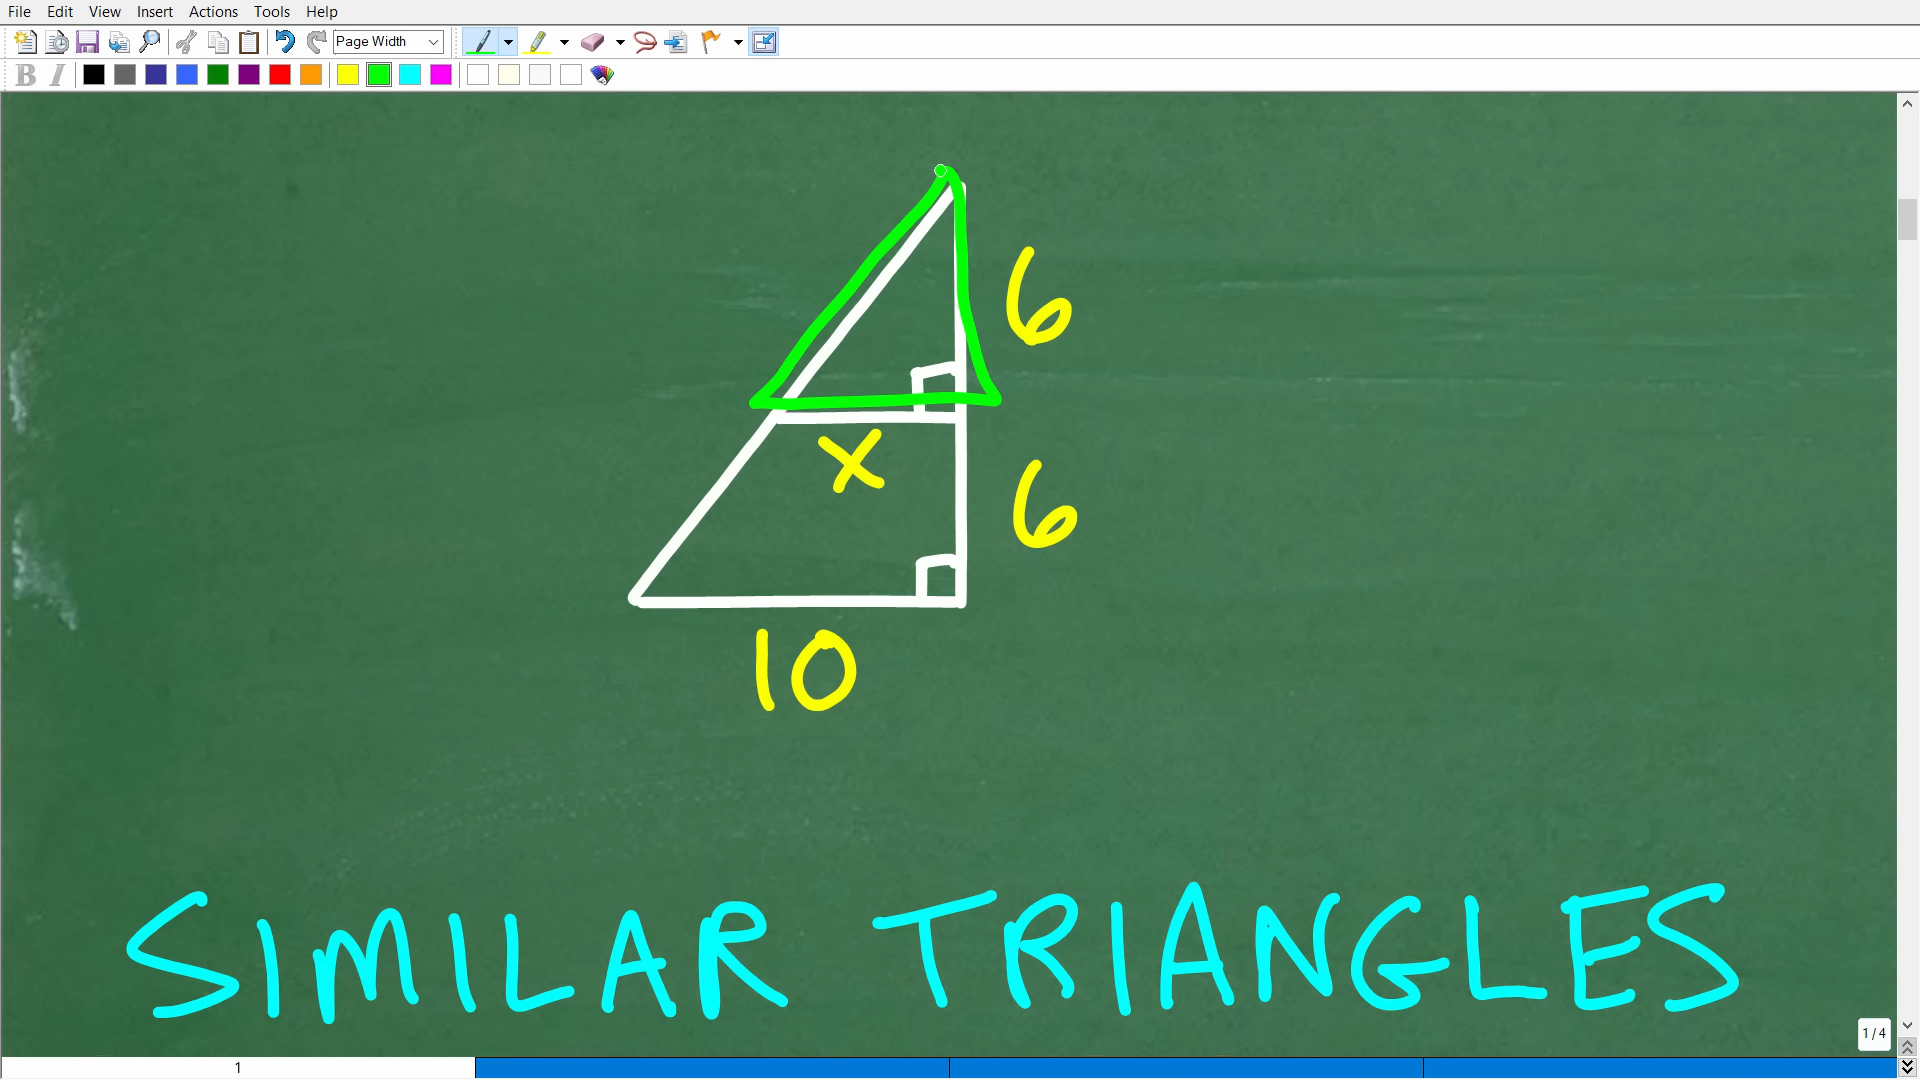 File Edit View Insert Actions Tools Help
Page Width
B I
6
x
6
10
SIMILAR TRIANGLES
1 / 4
1